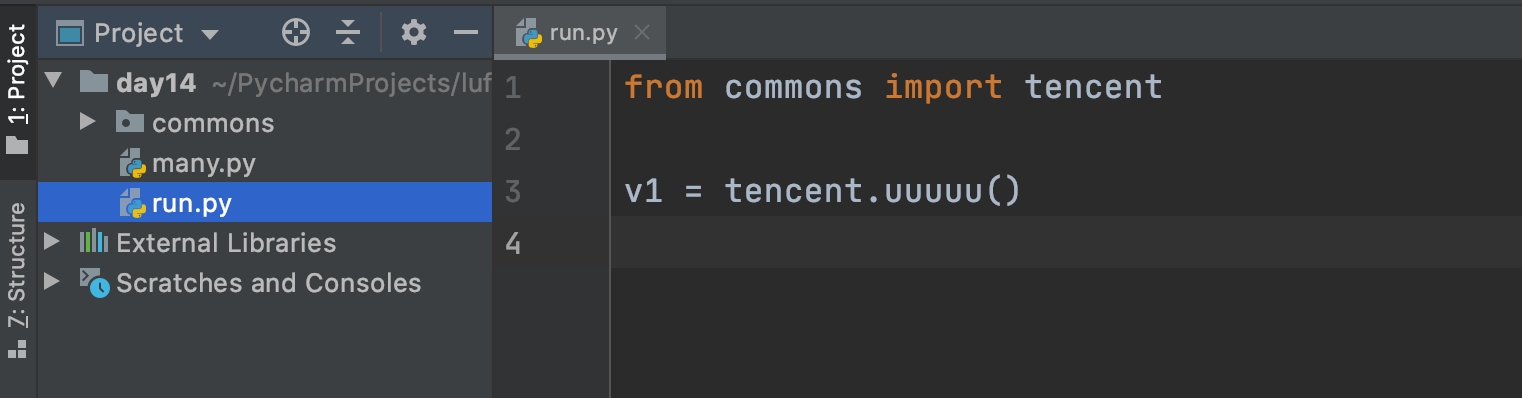 1: Project
Z: Structure
Project
day14 ~/PycharmProjects/luf
commons
many.py
run.py
External Libraries
Scratches and Consoles
run.py
1 from commons import tencent
2
3 v1 = tencent.uuuuu()
4